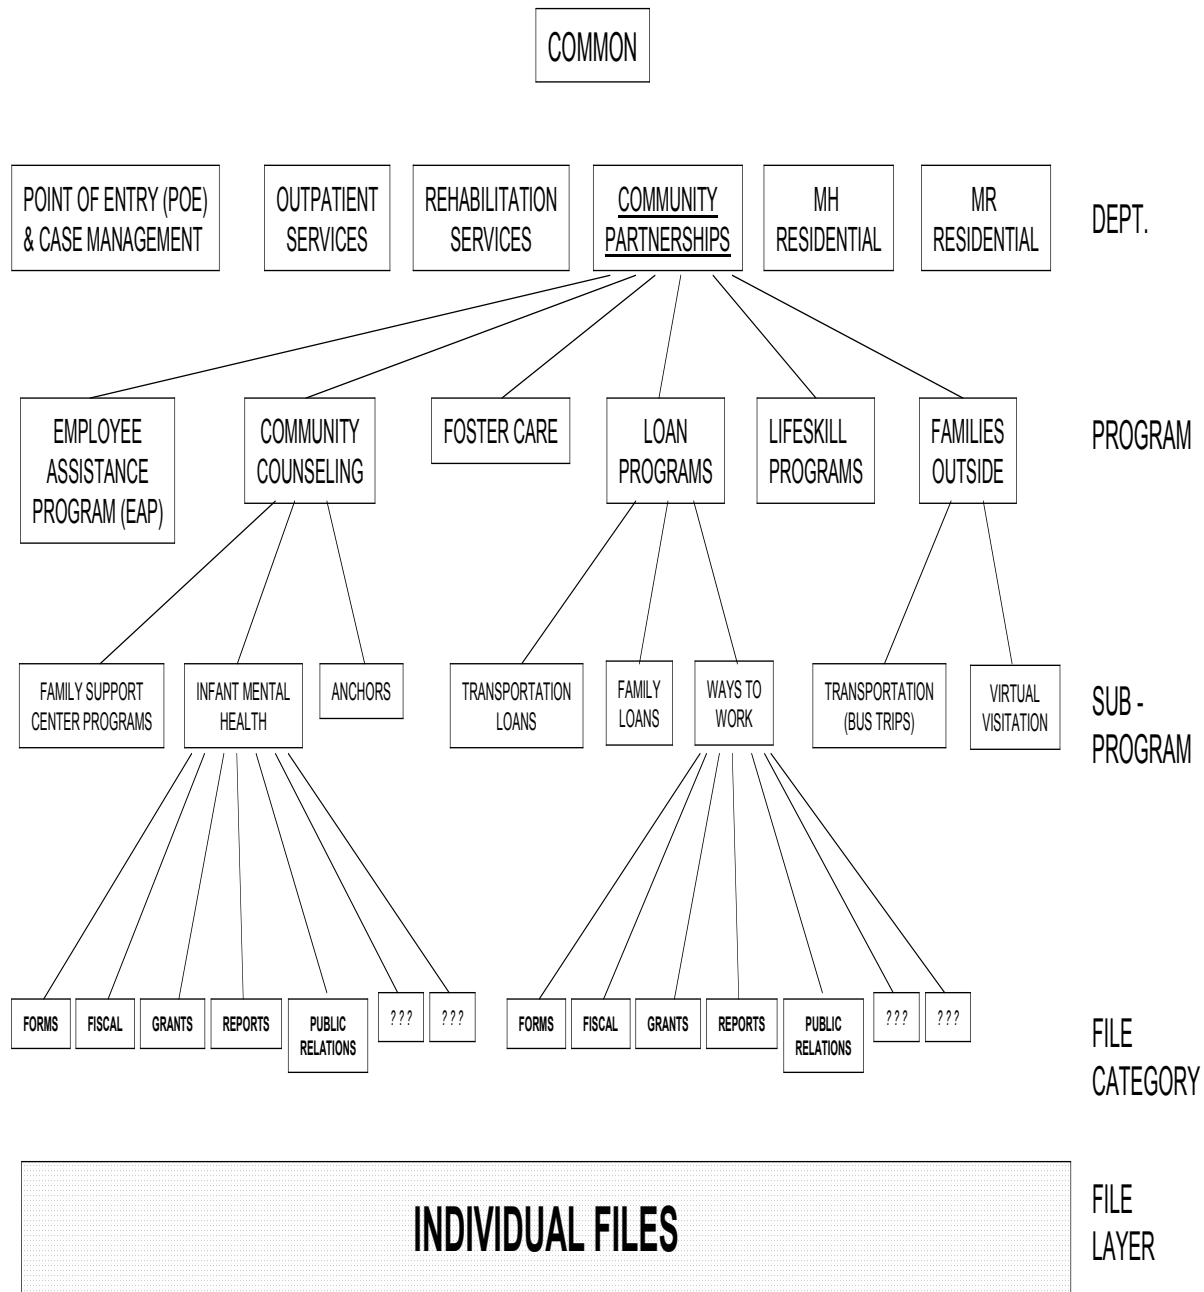 COMMON
POINT OF ENTRY (POE)
& CASE MANAGEMENT
OUTPATIENT
SERVICES
REHABILITATION
SERVICES
COMMUNITY
PARTNERSHIPS
MH
RESIDENTIAL
MR
RESIDENTIAL
DEPT.
EMPLOYEE
ASSISTANCE
PROGRAM (EAP)
COMMUNITY
COUNSELING
FOSTER CARE
LOAN
PROGRAMS
LIFESKILL
PROGRAMS
FAMILIES
OUTSIDE
PROGRAM
FAMILY SUPPORT
CENTER PROGRAMS
INFANT MENTAL
HEALTH
ANCHORS
TRANSPORTATION
LOANS
FAMILY
LOANS
WAYS TO
WORK
TRANSPORTATION
(BUS TRIPS)
VIRTUAL
VISITATION
SUB -
PROGRAM
FORMS
FISCAL
GRANTS
REPORTS
PUBLIC
RELATIONS
???
???
FORMS
FISCAL
GRANTS
REPORTS
PUBLIC
RELATIONS
???
???
FILE
CATEGORY
INDIVIDUAL FILES
FILE
LAYER